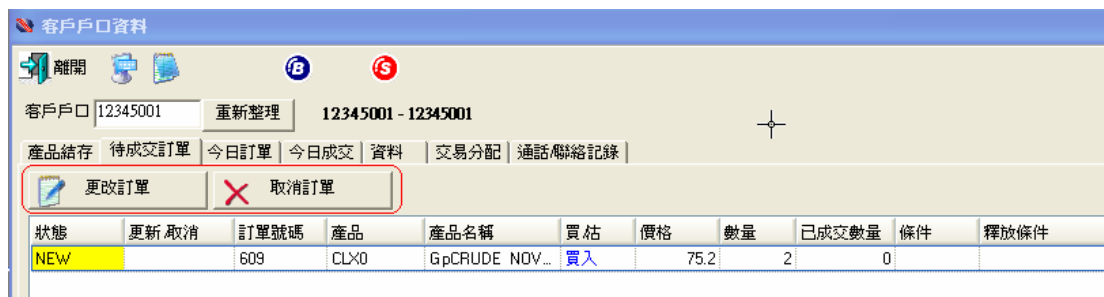 客戶戶口資料
離開 B S
客戶戶口 12345001 重新整理 12345001 - 12345001
產品結存 待成交訂單 今日訂單 今日成交 資料 交易分配 通話/聯絡記錄
更改訂單 取消訂單
狀態 更新/取消 訂單號碼 產品 產品名稱 買/沽 價格 數量 已成交數量 條件 釋放條件
NEW 609 CLX0 GpCRUDE NOV... 買入 75.2 2 0